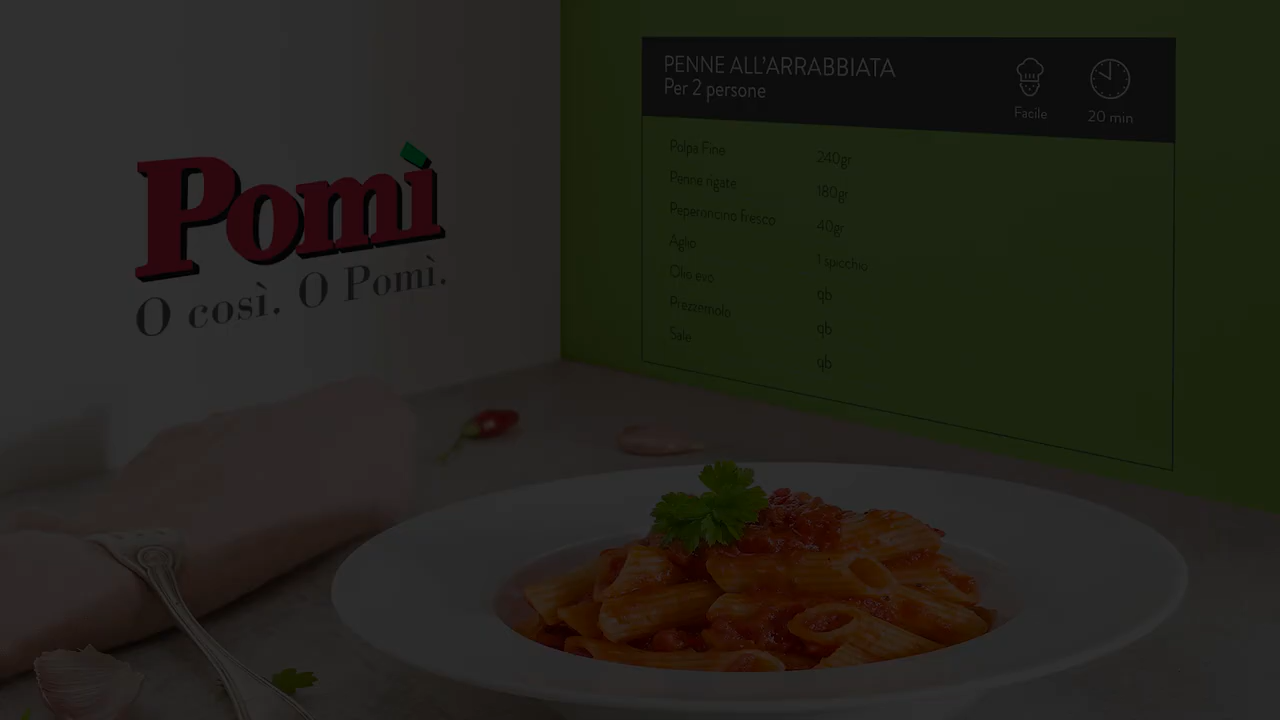 Pomì
O così. O Pomì.
PENNE ALL'ARRABBIATA
Per 2 persone
Facile
20 min
Polpa Fine 240gr
Penne rigate 180gr
Peperoncino fresco 40gr
Aglio 1 spicchio
Olio evo qb
Prezzemolo qb
Sale qb